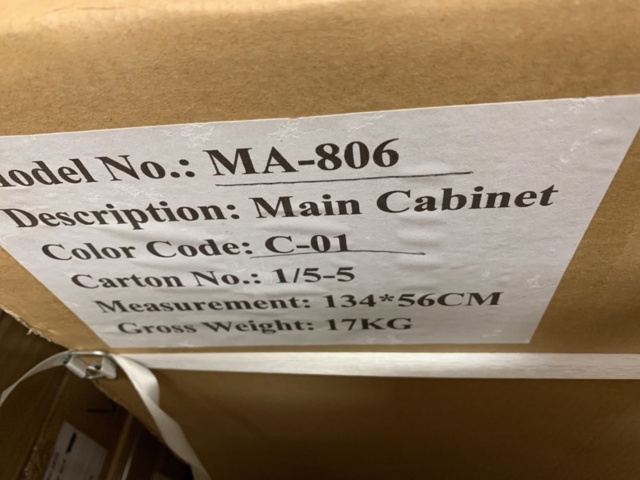 Model No.: MA-806
Description: Main Cabinet
Color Code: C-01
Carton No.: 1/5-5
Measurement: 134*56CM
Gross Weight: 17KG